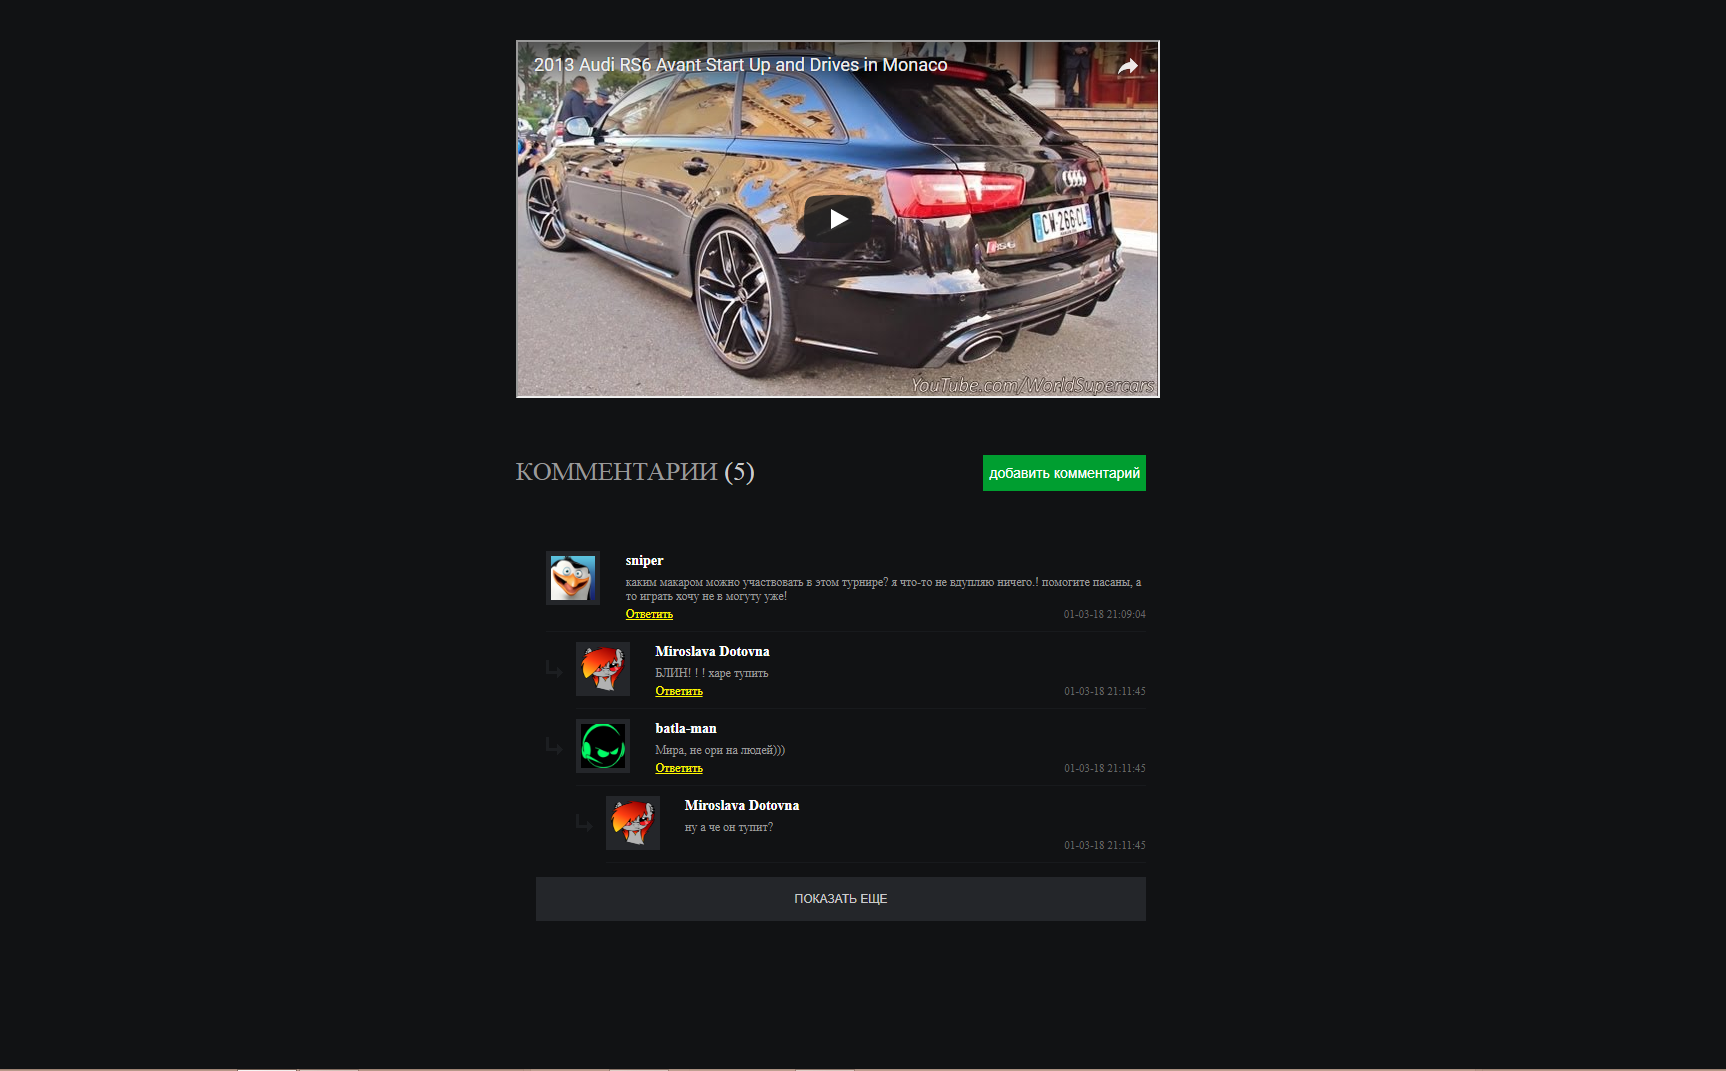 2013 Audi RS6 Avant Start Up and Drives in Monaco
CW-266-CL
RS6
YouTube.com/WorldSupercars
КОММЕНТАРИИ (5)
добавить комментарий
sniper
каким макаром можно участвовать в этом турнире? я что-то не вдупляю ничего.! помогите пасаны, а
то играть хочу не в могуту уже!
Ответить
01-03-18 21:09:04
Miroslava Dotovna
БЛИН! ! ! харе тупить
Ответить
01-03-18 21:11:45
batla-man
Мира, не ори на людей)))
Ответить
01-03-18 21:11:45
Miroslava Dotovna
ну а че он тупит?
01-03-18 21:11:45
ПОКАЗАТЬ ЕЩЕ